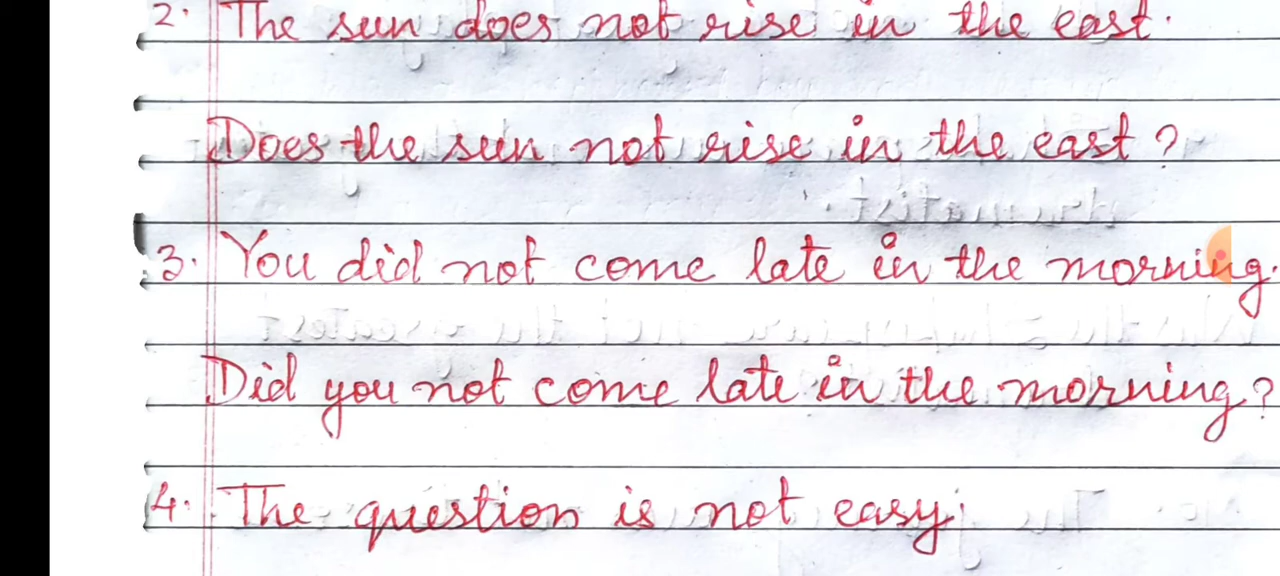 2. The sun does not rise in the east.
Does the sun not rise in the east?
3. You did not come late in the morning.
Did you not come late in the morning?
4. The question is not easy.